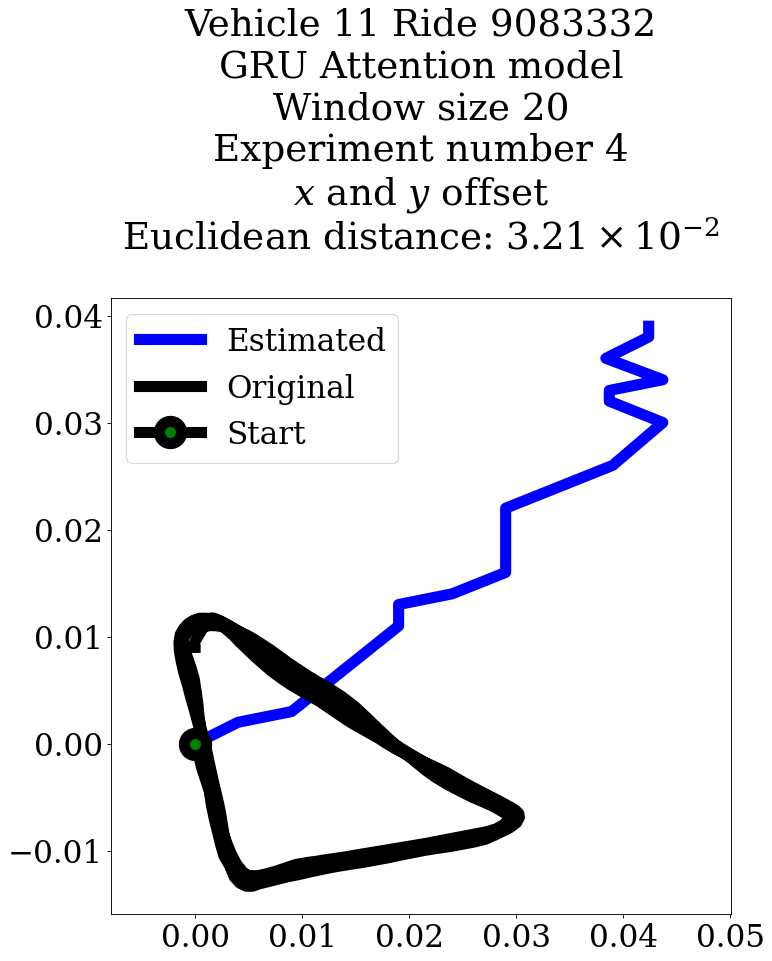 Vehicle 11 Ride 9083332
GRU Attention model
Window size 20
Experiment number 4
x and y offset
Euclidean distance: 3.21 × 10⁻²
Estimated
Original
Start
0.04
0.03
0.02
0.01
0.00
−0.01
0.00 0.01 0.02 0.03 0.04 0.05